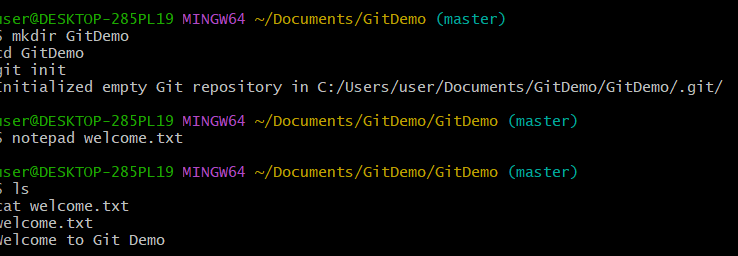 user@DESKTOP-285PL19 MINGW64 ~/Documents/GitDemo (master)
$ mkdir GitDemo
cd GitDemo
git init
Initialized empty Git repository in C:/Users/user/Documents/GitDemo/GitDemo/.git/
user@DESKTOP-285PL19 MINGW64 ~/Documents/GitDemo/GitDemo (master)
$ notepad welcome.txt
user@DESKTOP-285PL19 MINGW64 ~/Documents/GitDemo/GitDemo (master)
$ ls
cat welcome.txt
welcome.txt
Welcome to Git Demo